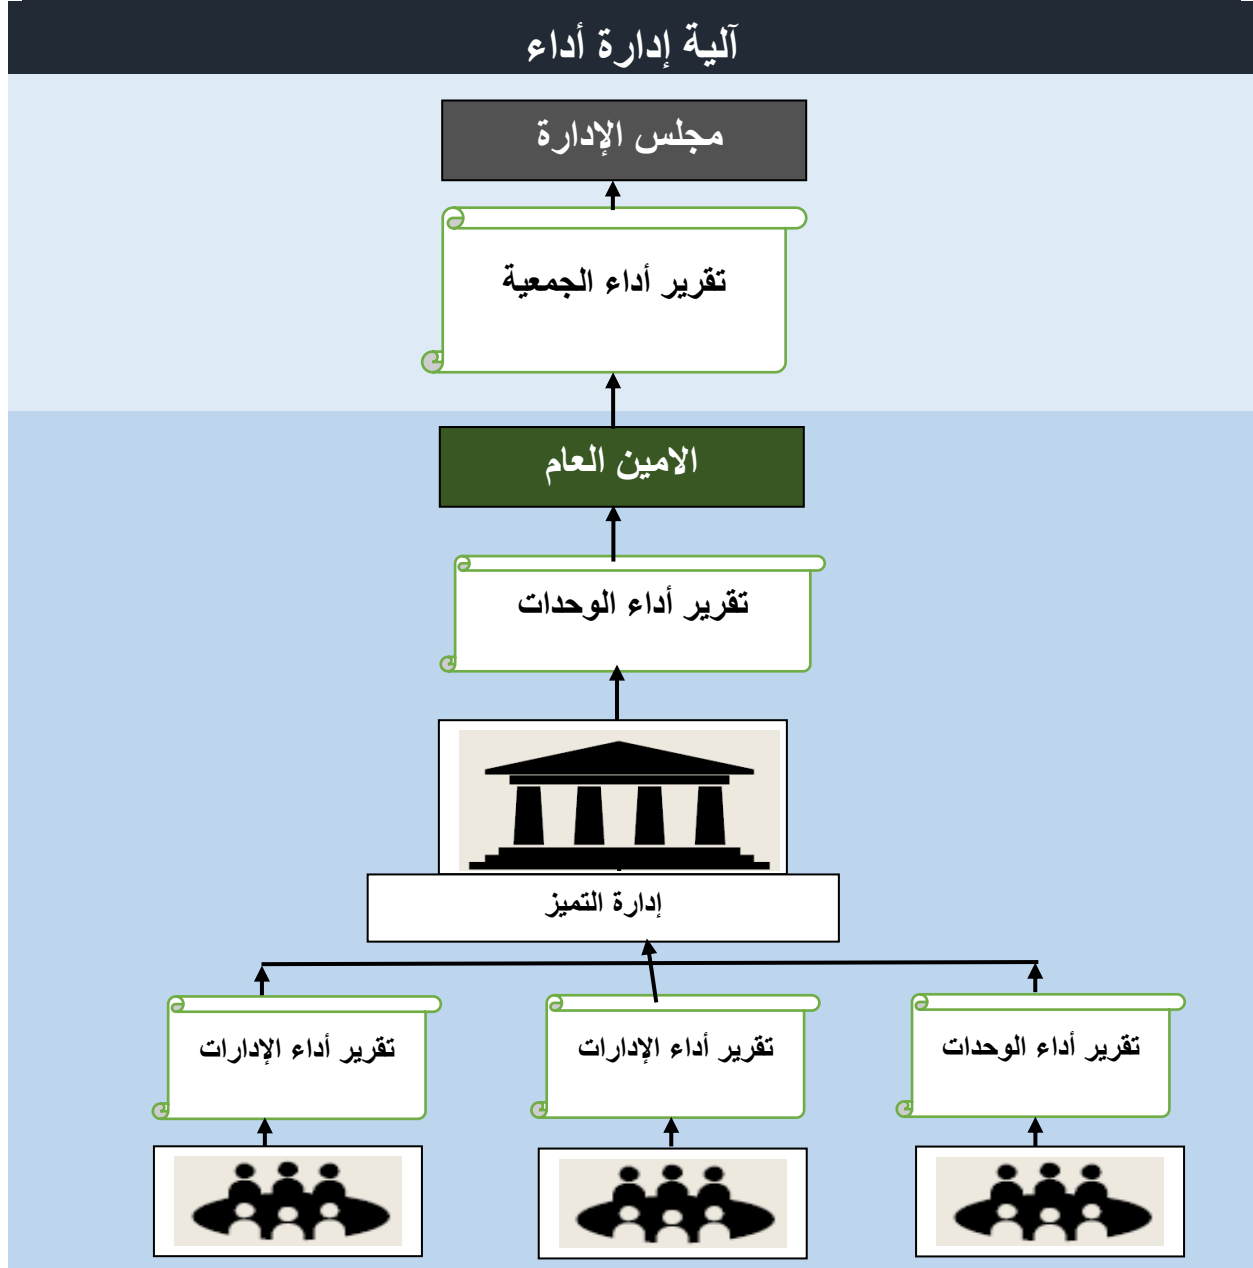 آلية إدارة أداء
مجلس الإدارة
تقرير أداء الجمعية
الامين العام
تقرير أداء الوحدات
إدارة التميز
تقرير أداء الوحدات
تقرير أداء الإدارات
تقرير أداء الإدارات